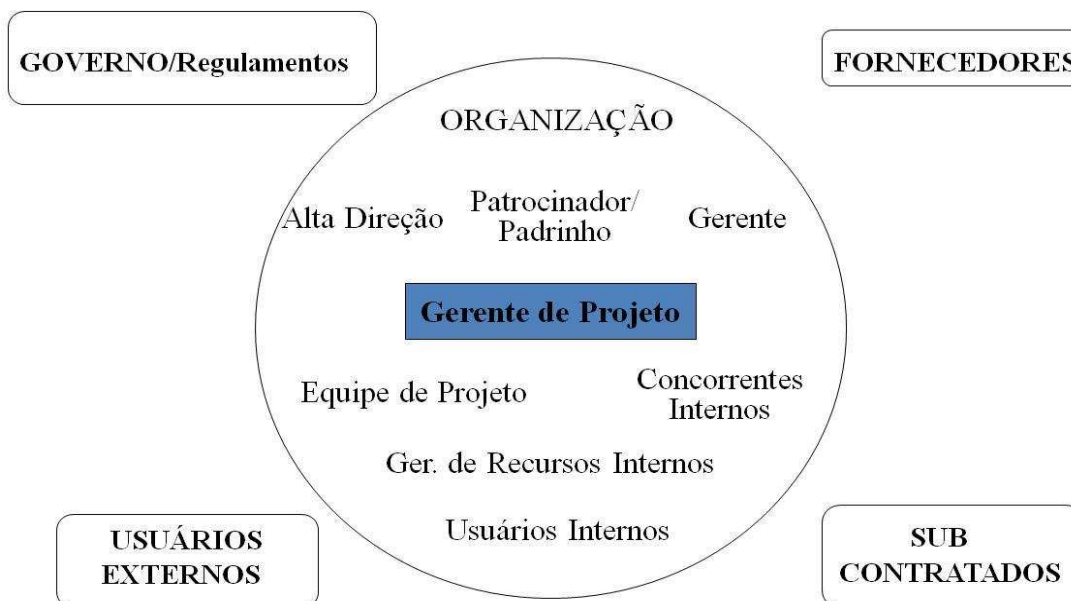 GOVERNO/Regulamentos
FORNECEDORES
ORGANIZAÇÃO
Alta Direção
Patrocinador/
Padrinho
Gerente
Gerente de Projeto
Equipe de Projeto
Concorrentes
Internos
Ger. de Recursos Internos
Usuários Internos
USUÁRIOS
EXTERNOS
SUB
CONTRATADOS